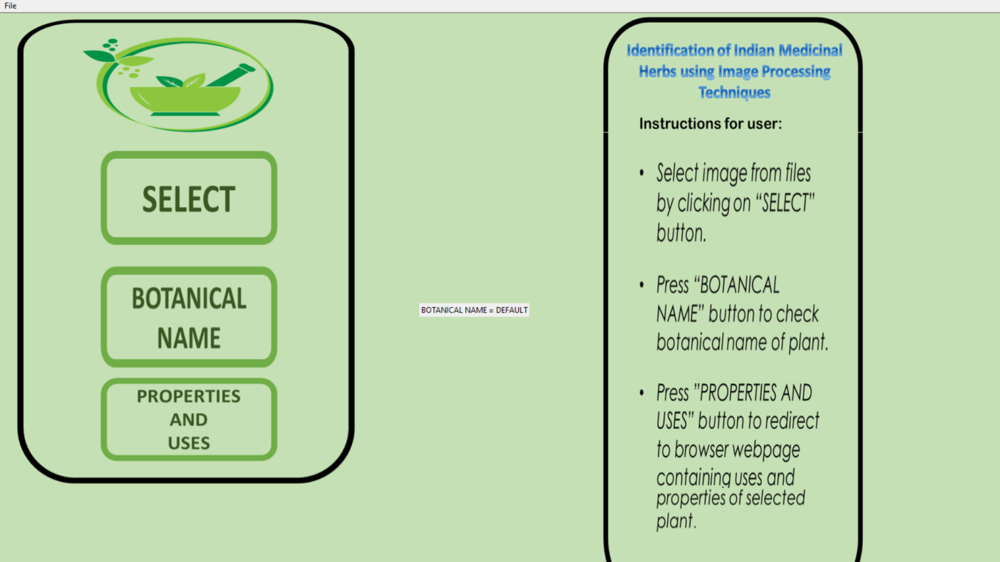 File
SELECT
BOTANICAL
NAME
PROPERTIES
AND
USES
BOTANICAL NAME = DEFAULT
Identification of Indian Medicinal
Herbs using Image Processing
Techniques
Instructions for user:
• Select image from files
by clicking on “SELECT”
button.
• Press “BOTANICAL
NAME” button to check
botanical name of plant.
• Press ”PROPERTIES AND
USES” button to redirect
to browser webpage
containing uses and
properties of selected
plant.